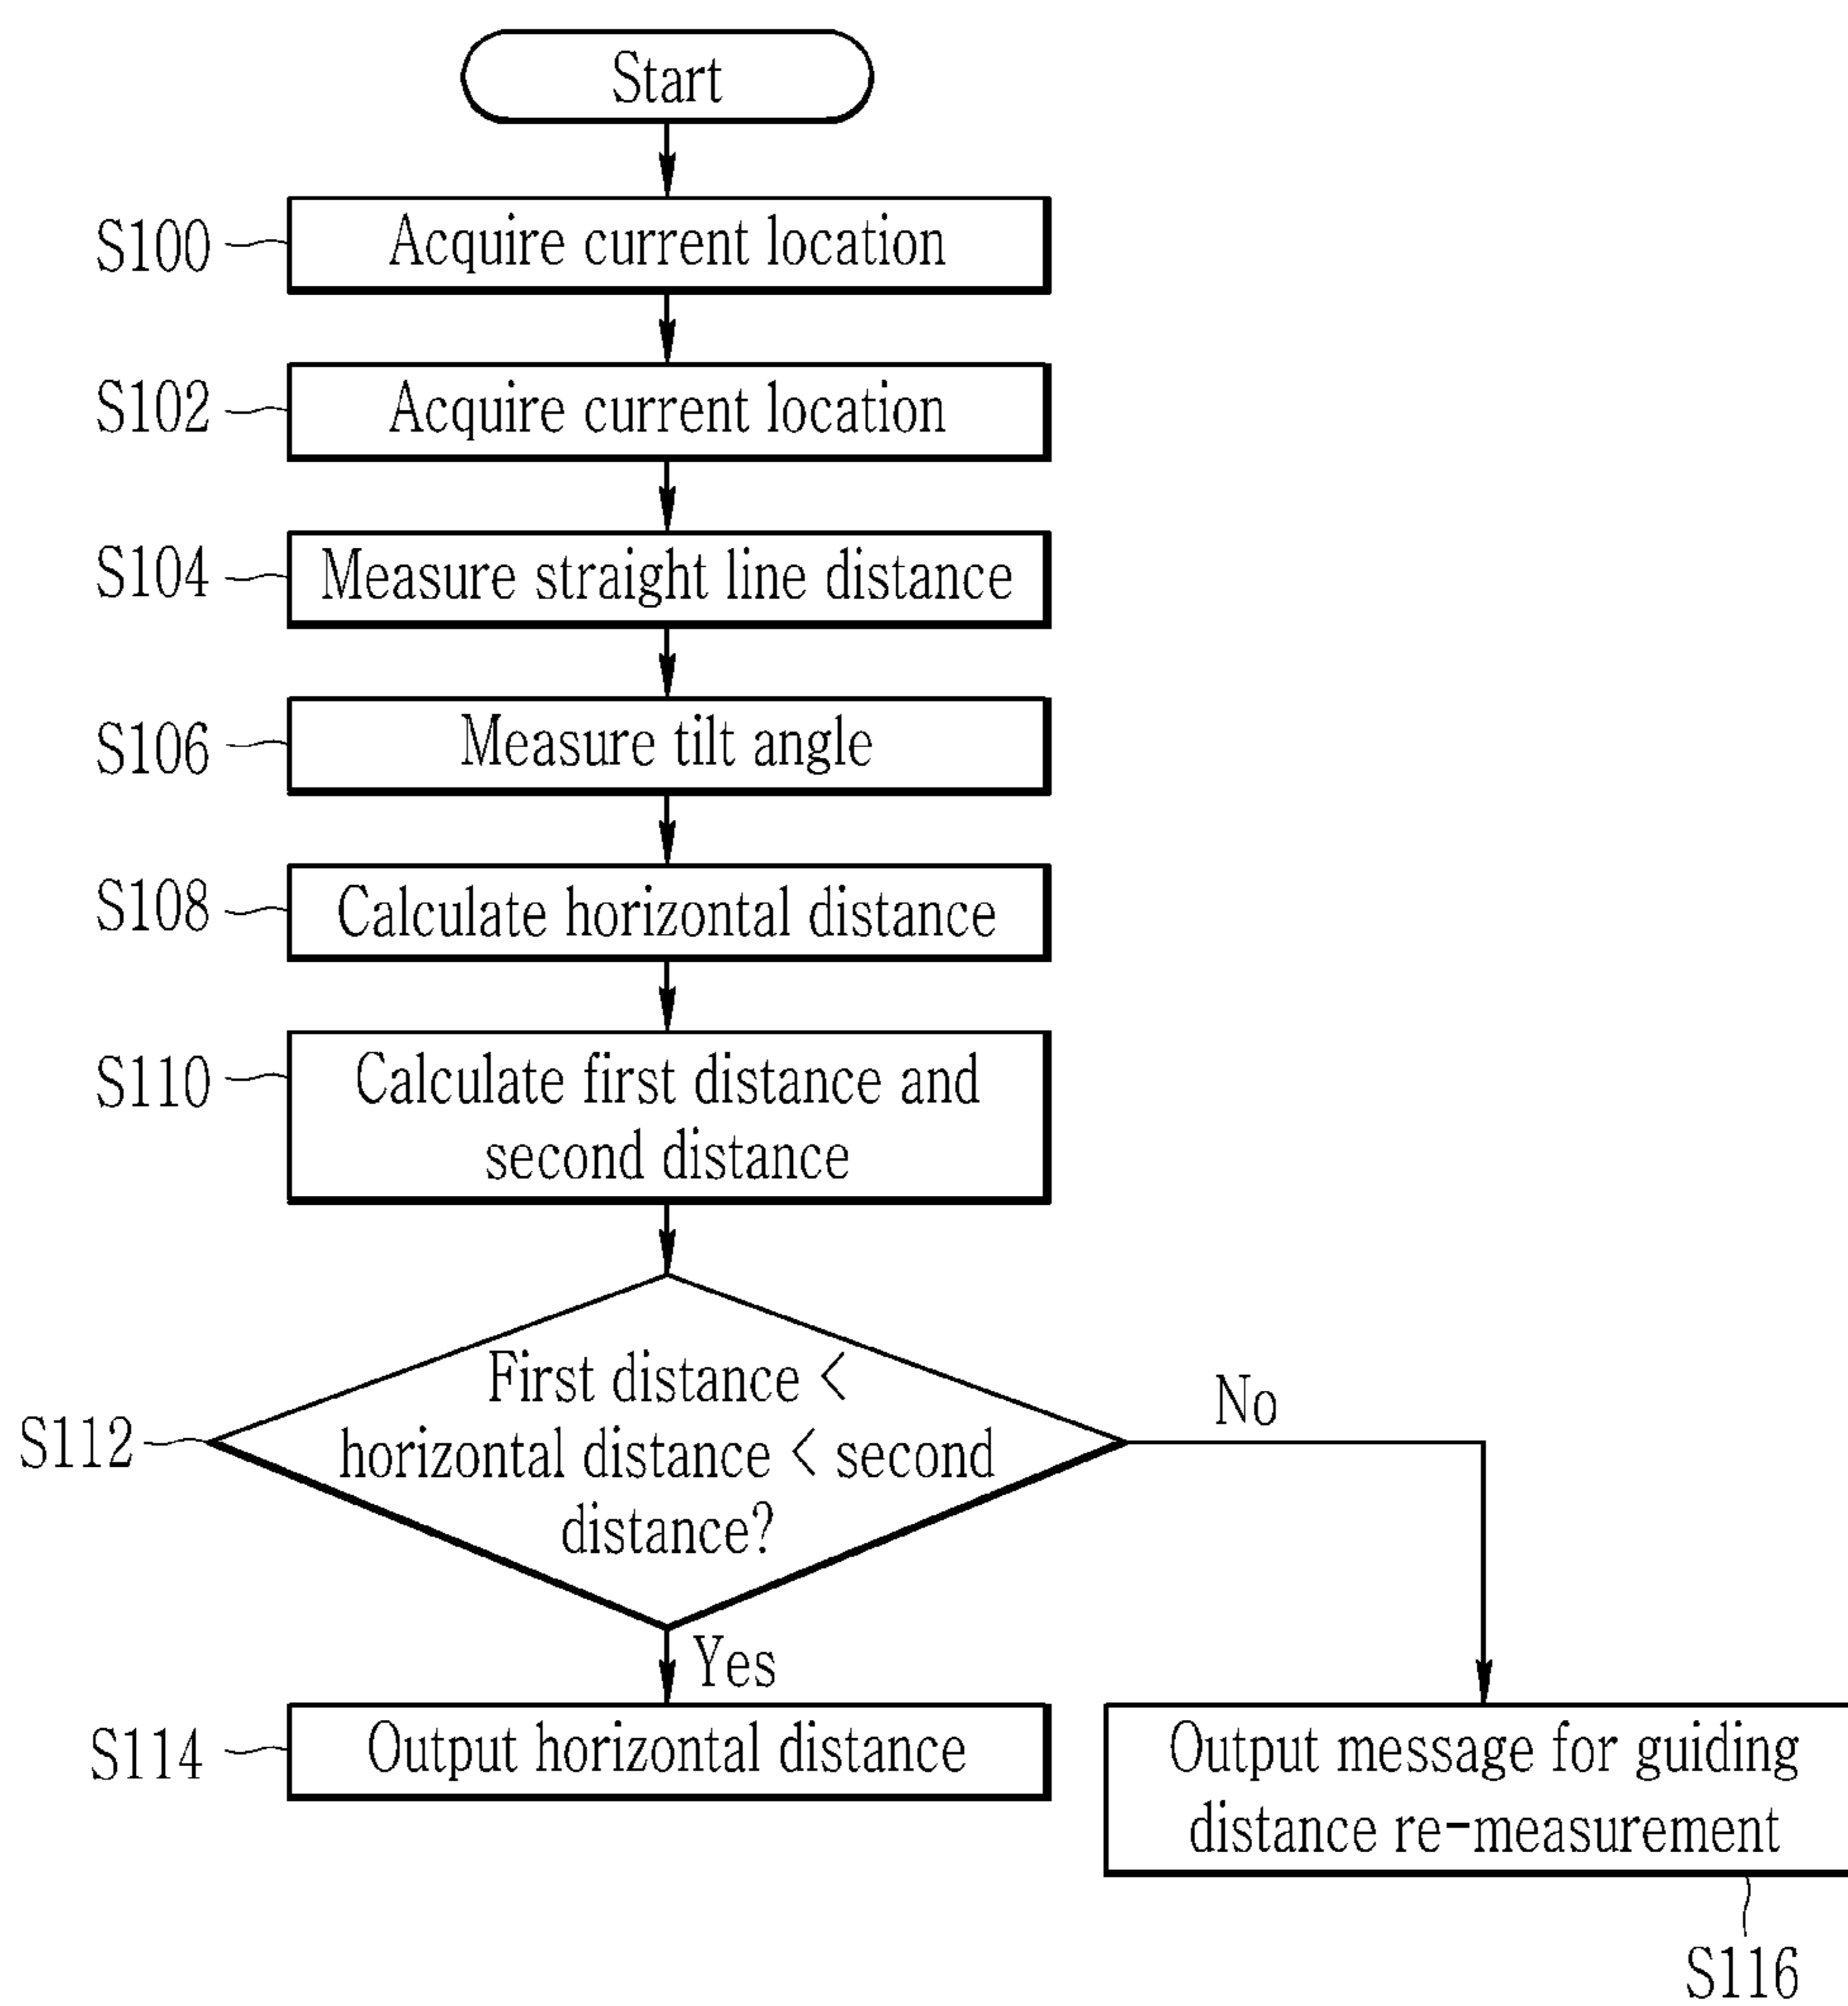 Start
S100
Acquire current location
S102
Acquire current location
S104
Measure straight line distance
S106
Measure tilt angle
S108
Calculate horizontal distance
S110
Calculate first distance and
second distance
S112
First distance <
horizontal distance < second
distance?
No
Yes
S114
Output horizontal distance
Output message for guiding
distance re-measurement
S116